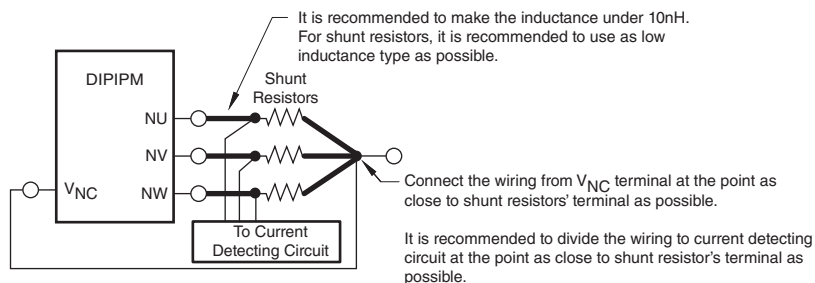 It is recommended to make the inductance under 10nH.
For shunt resistors, it is recommended to use as low
inductance type as possible.
DIPIPM
Shunt
Resistors
NU
NV
VNC
NW
Connect the wiring from VNC terminal at the point as
close to shunt resistors' terminal as possible.
To Current
Detecting Circuit
It is recommended to divide the wiring to current detecting
circuit at the point as close to shunt resistor's terminal as
possible.